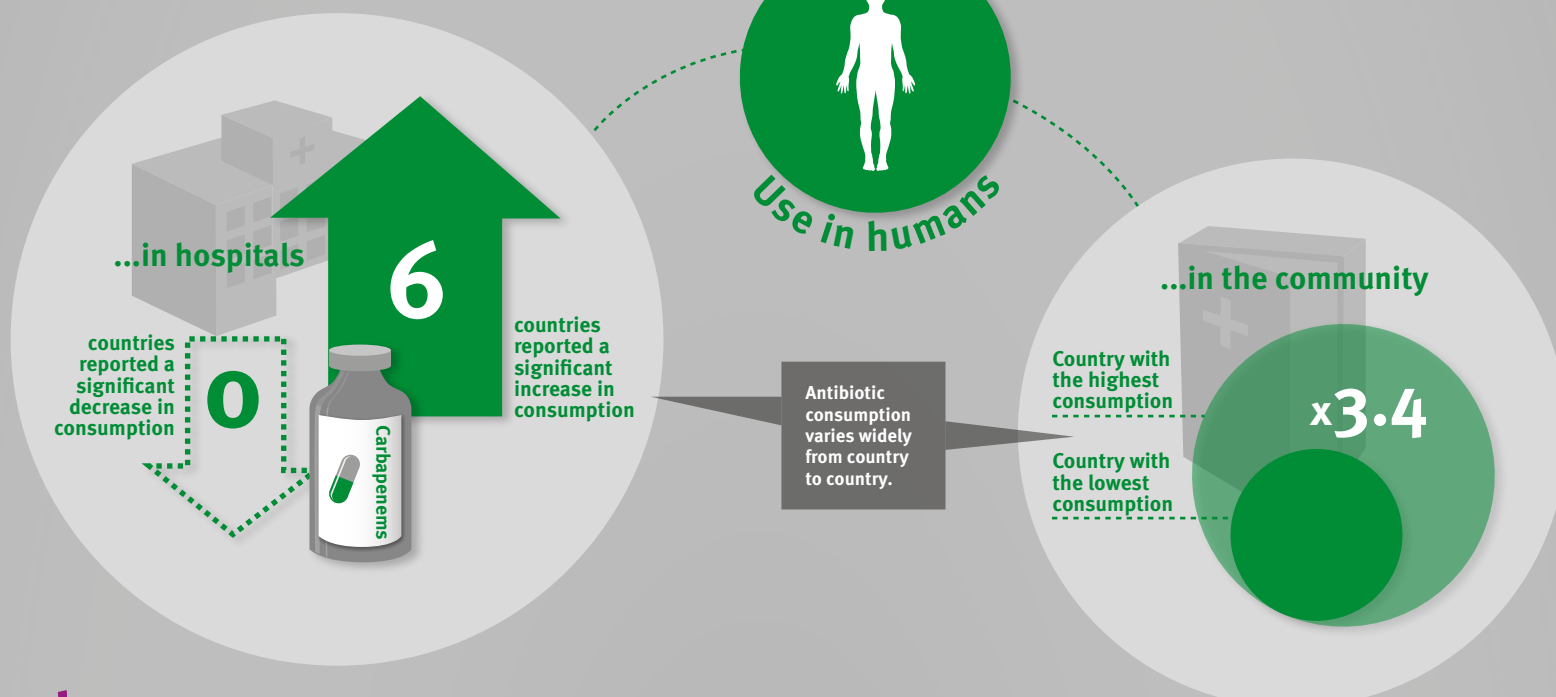 Use in humans
...in hospitals
6
countries
reported a
significant
increase in
consumption
countries
reported a
significant
decrease in
consumption
0
Carbapenems
Antibiotic
consumption
varies widely
from country
to country.
...in the community
Country with
the highest
consumption
x3.4
Country with
the lowest
consumption